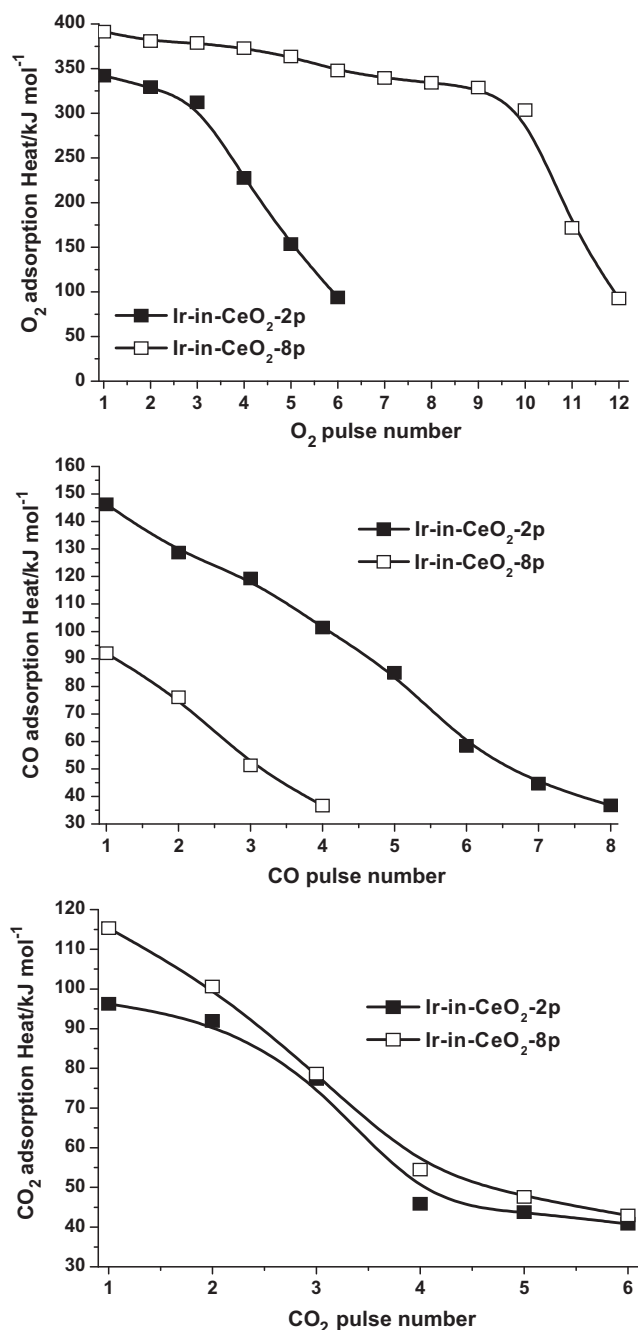 400
350
300
250
200
150
100
50
0
O₂ adsorption Heat/kJ mol⁻¹
Ir-in-CeO₂-2p
Ir-in-CeO₂-8p
1 2 3 4 5 6 7 8 9 10 11 12
O₂ pulse number
160
150
140
130
120
110
100
90
80
70
60
50
40
30
CO adsorption Heat/kJ mol⁻¹
Ir-in-CeO₂-2p
Ir-in-CeO₂-8p
1 2 3 4 5 6 7 8
CO pulse number
120
110
100
90
80
70
60
50
40
30
CO₂ adsorption Heat/kJ mol⁻¹
Ir-in-CeO₂-2p
Ir-in-CeO₂-8p
1 2 3 4 5 6
CO₂ pulse number